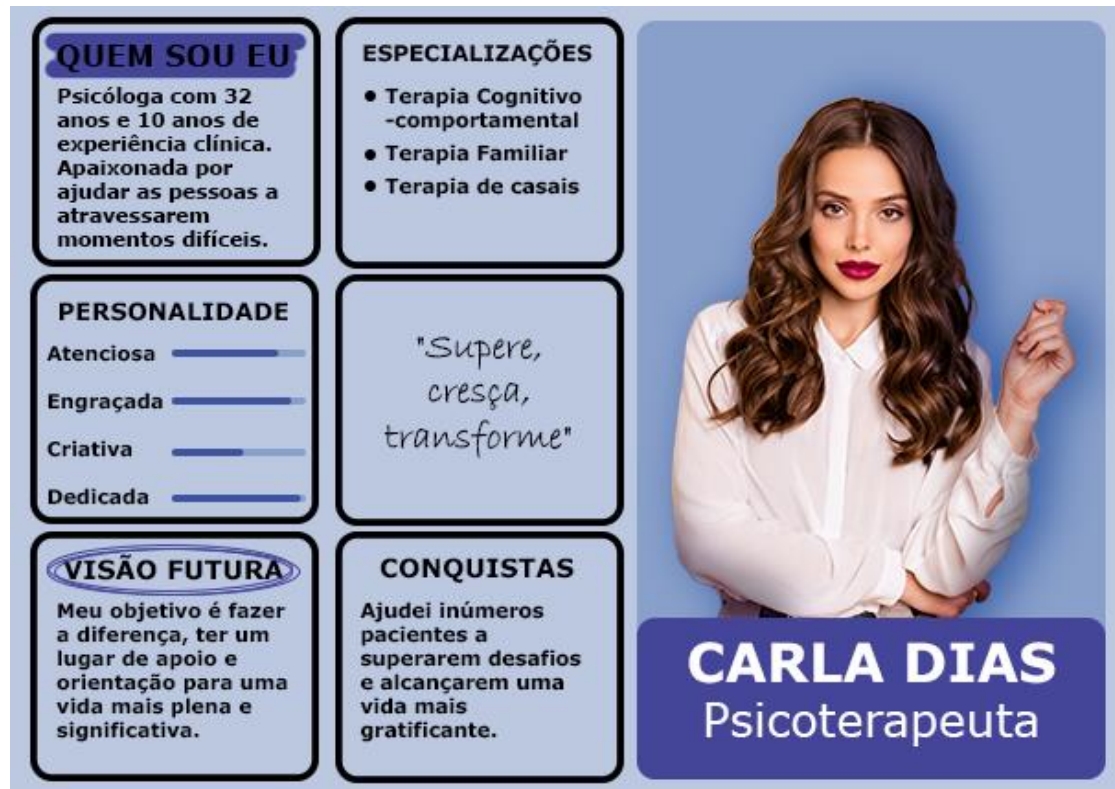 QUEM SOU EU
Psicóloga com 32
anos e 10 anos de
experiência clínica.
Apaixonada por
ajudar as pessoas a
atravessarem
momentos difíceis.
ESPECIALIZAÇÕES
• Terapia Cognitivo
-comportamental
• Terapia Familiar
• Terapia de casais
PERSONALIDADE
Atenciosa
Engraçada
Criativa
Dedicada
"Supere,
cresça,
transforme"
VISÃO FUTURA
Meu objetivo é fazer
a diferença, ter um
lugar de apoio e
orientação para uma
vida mais plena e
significativa.
CONQUISTAS
Ajudei inúmeros
pacientes a
superarem desafios
e alcançarem uma
vida mais
gratificante.
CARLA DIAS
Psicoterapeuta